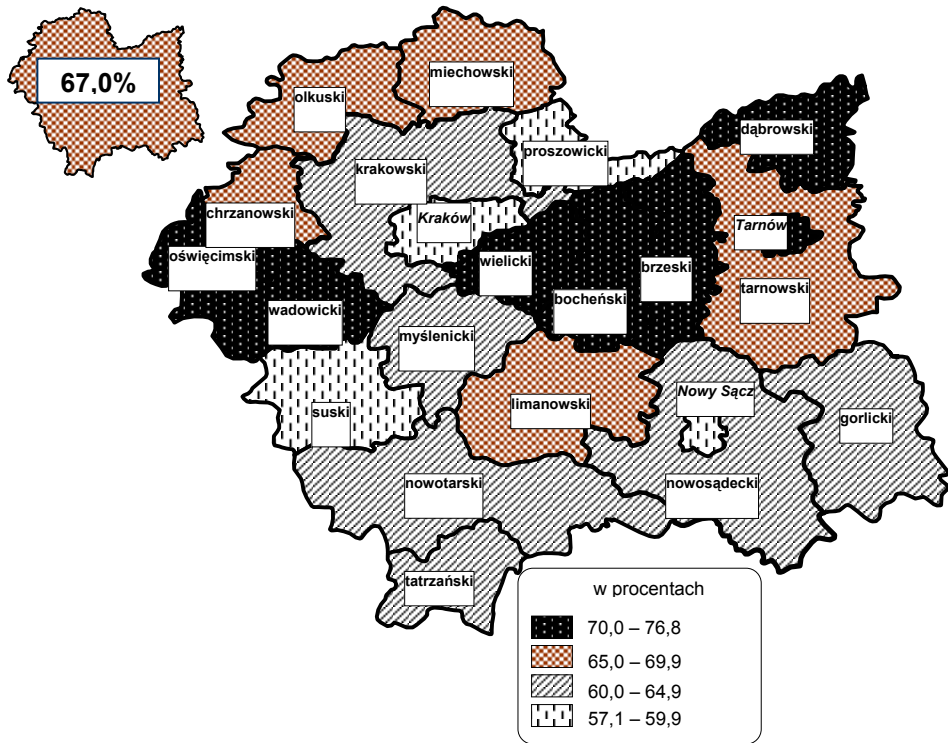 67,0%
miechowski
olkuski
dąbrowski
proszowicki
krakowski
chrzanowski
Kraków
Tarnów
oświęcimski
wielicki
brzeski
tarnowski
bocheński
wadowicki
myślenicki
Nowy Sącz
suski
limanowski
gorlicki
nowotarski
nowosądecki
tatrzański
w procentach
70,0 – 76,8
65,0 – 69,9
60,0 – 64,9
57,1 – 59,9